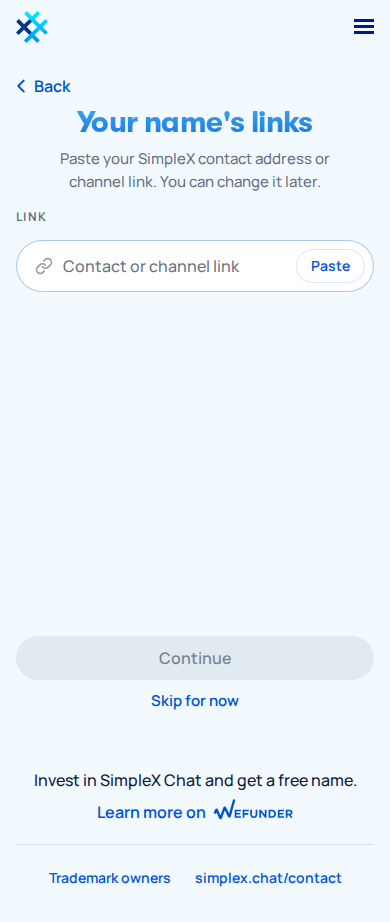 Back
Your name's links
Paste your SimpleX contact address or
channel link. You can change it later.
LINK
Contact or channel link
Paste
Continue
Skip for now
Invest in SimpleX Chat and get a free name.
Learn more on WEFUNDER
Trademark owners simplex.chat/contact